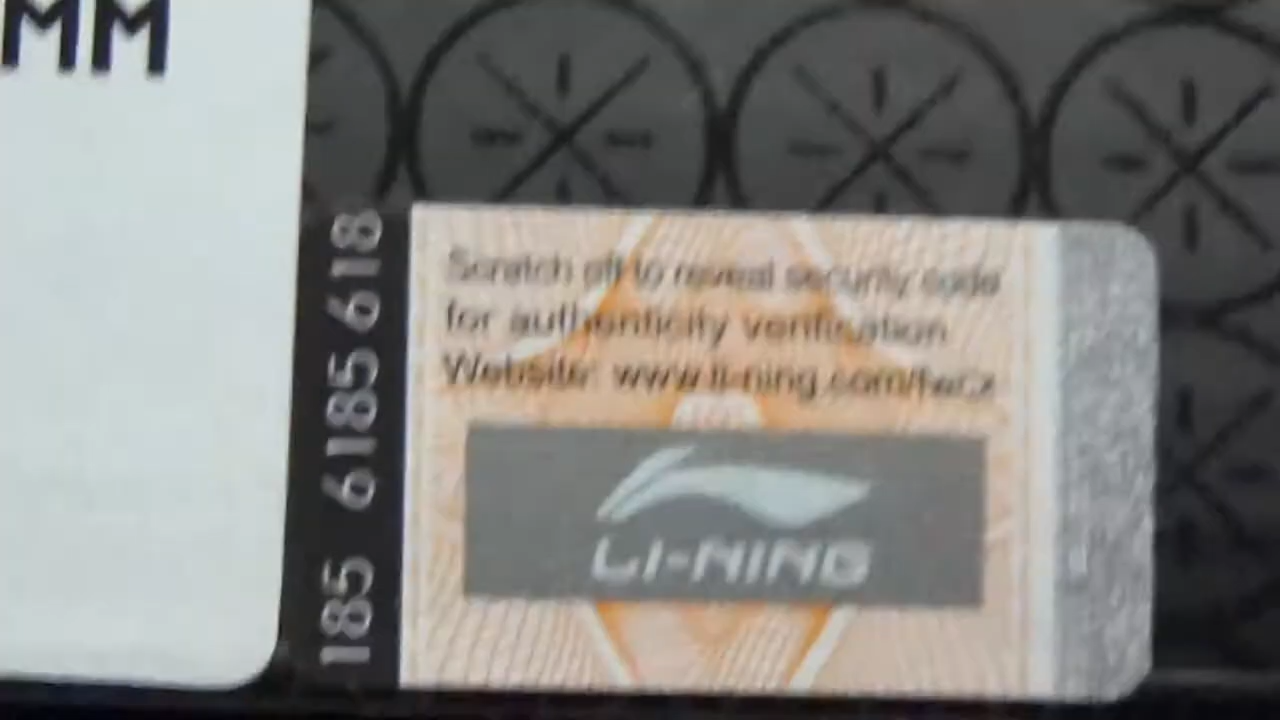 MM
185 6185 618
Scratch off to reveal security code
for authenticity verification
Website: www.li-ning.com/fwcx
LI-NING